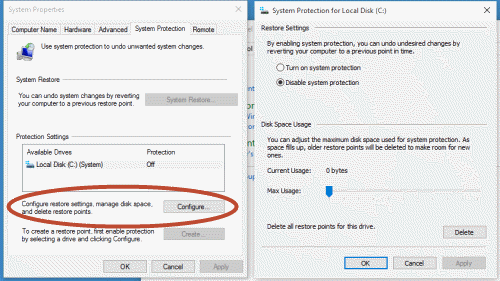 System Properties
Computer Name
Hardware
Advanced
System Protection
Remote
Use system protection to undo unwanted system changes.
System Restore
You can undo system changes by reverting
your computer to a previous restore point.
System Restore...
Protection Settings
Available Drives
Protection
Local Disk (C:) (System)
Off
Configure restore settings, manage disk space,
and delete restore points.
Configure...
To create a restore point, first enable protection
by selecting a drive and clicking Configure.
Create...
OK
Cancel
Apply
System Protection for Local Disk (C:)
Restore Settings
By enabling system protection, you can undo undesired changes by
reverting your computer to a previous point in time.
Turn on system protection
Disable system protection
Disk Space Usage
You can adjust the maximum disk space used for system protection. As
space fills up, older restore points will be deleted to make room for new
ones.
Current Usage:
0 bytes
Max Usage:
Delete all restore points for this drive.
Delete
OK
Cancel
Apply